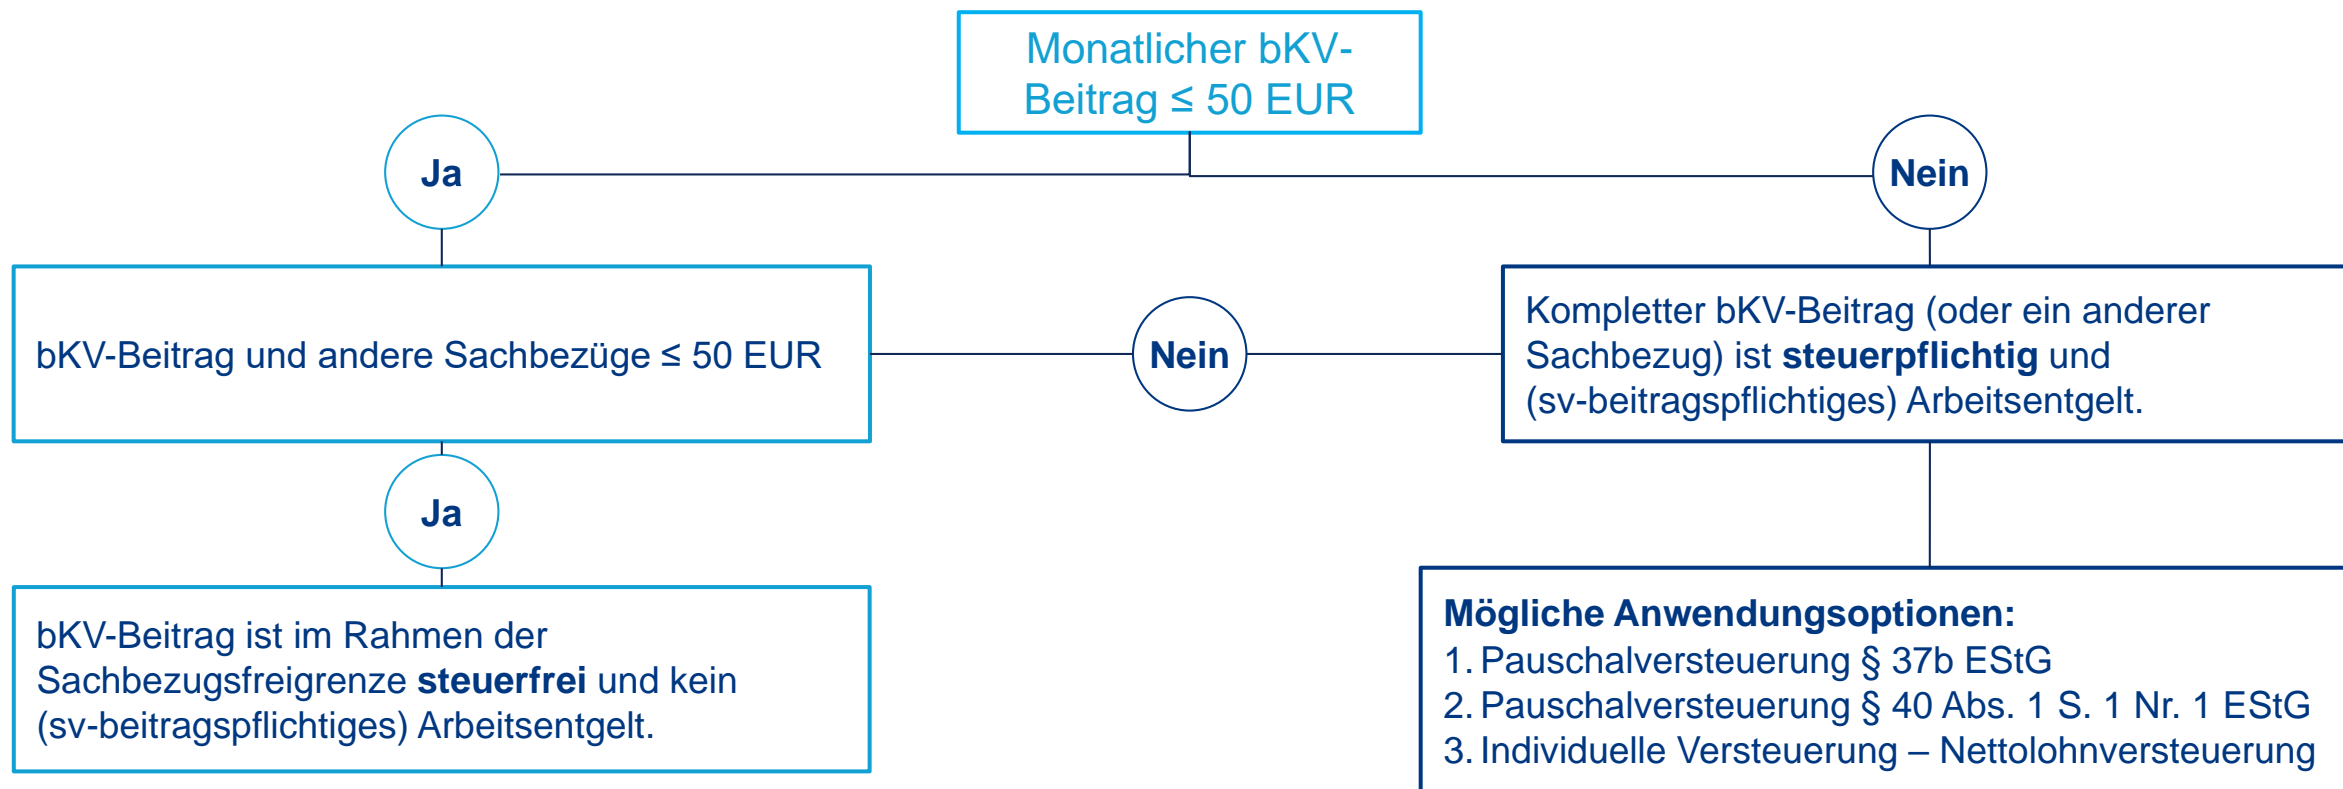 Monatlicher bKV-
Beitrag ≤ 50 EUR
Ja
Nein
bKV-Beitrag und andere Sachbezüge ≤ 50 EUR
Nein
Kompletter bKV-Beitrag (oder ein anderer
Sachbezug) ist steuerpflichtig und
(sv-beitragspflichtiges) Arbeitsentgelt.
Ja
bKV-Beitrag ist im Rahmen der
Sachbezugsfreigrenze steuerfrei und kein
(sv-beitragspflichtiges) Arbeitsentgelt.
Mögliche Anwendungsoptionen:
1. Pauschalversteuerung § 37b EStG
2. Pauschalversteuerung § 40 Abs. 1 S. 1 Nr. 1 EStG
3. Individuelle Versteuerung – Nettolohnversteuerung